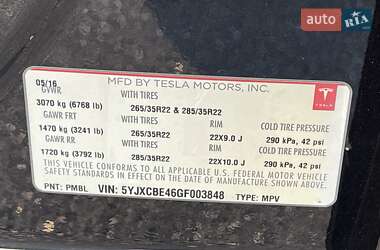 auto RIA
05/16 MFD BY TESLA MOTORS, INC.
GVWR WITH TIRES
3070 kg (6768 lb) 265/35R22 & 285/35R22
TESLA
GAWR FRT WITH TIRES RIM COLD TIRE PRESSURE
1470 kg (3241 lb) 265/35R22 22X9.0 J 290 kPa, 42 psi
GAWR RR WITH TIRES RIM COLD TIRE PRESSURE
1720 kg (3792 lb) 285/35R22 22X10.0 J 290 kPa, 42 psi
THIS VEHICLE CONFORMS TO ALL APPLICABLE
U.S. FEDERAL MOTOR VEHICLE SAFETY
STANDARDS IN EFFECT ON THE DATE OF MANUFACTURE SHOWN ABOVE.
PNT: PMBL VIN: 5YJXCBE46GF003848 TYPE: MPV